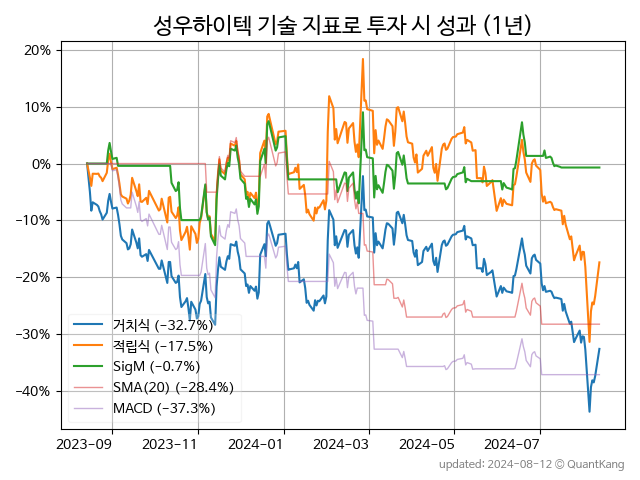 성우하이텍 기술 지표로 투자 시 성과 (1년)
20%
10%
0%
−10%
−20%
−30%
−40%
거치식 (−32.7%)
적립식 (−17.5%)
SigM (−0.7%)
SMA(20) (−28.4%)
MACD (−37.3%)
2023−09 2023−11 2024−01 2024−03 2024−05 2024−07
updated: 2024−08−12 © QuantKang